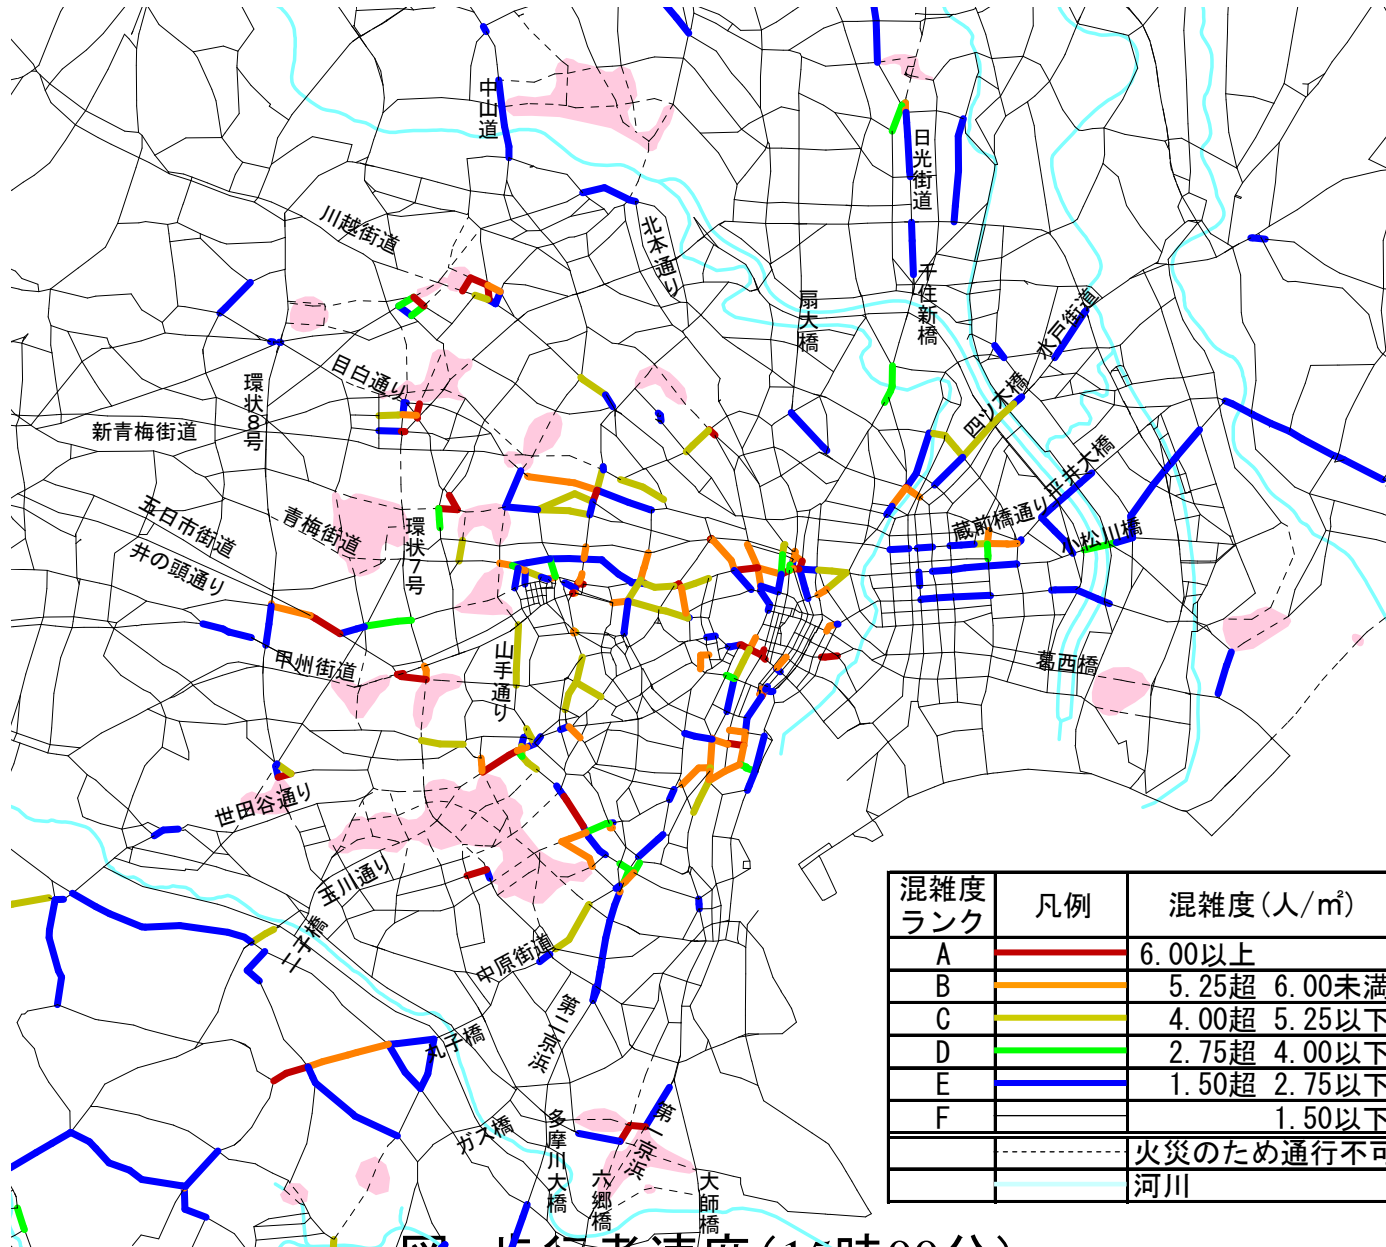 中山道
日光街道
川越街道
北本通り
千住新橋
扇大橋
水戸街道
目白通り
環状8号
四ツ木橋
新青梅街道
平井大橋
五日市街道
青梅街道
環状7号
蔵前橋通り
小松川橋
井の頭通り
甲州街道
山手通り
葛西橋
世田谷通り
玉川通り
二子橋
中原街道
第二京浜
丸子橋
ガス橋
多摩川大橋
六郷橋
第一京浜
大師橋
混雑度ランク 凡例 混雑度(人/㎡)
A 6.00以上
B 5.25超 6.00未満
C 4.00超 5.25以下
D 2.75超 4.00以下
E 1.50超 2.75以下
F 1.50以下
火災のため通行不可
河川